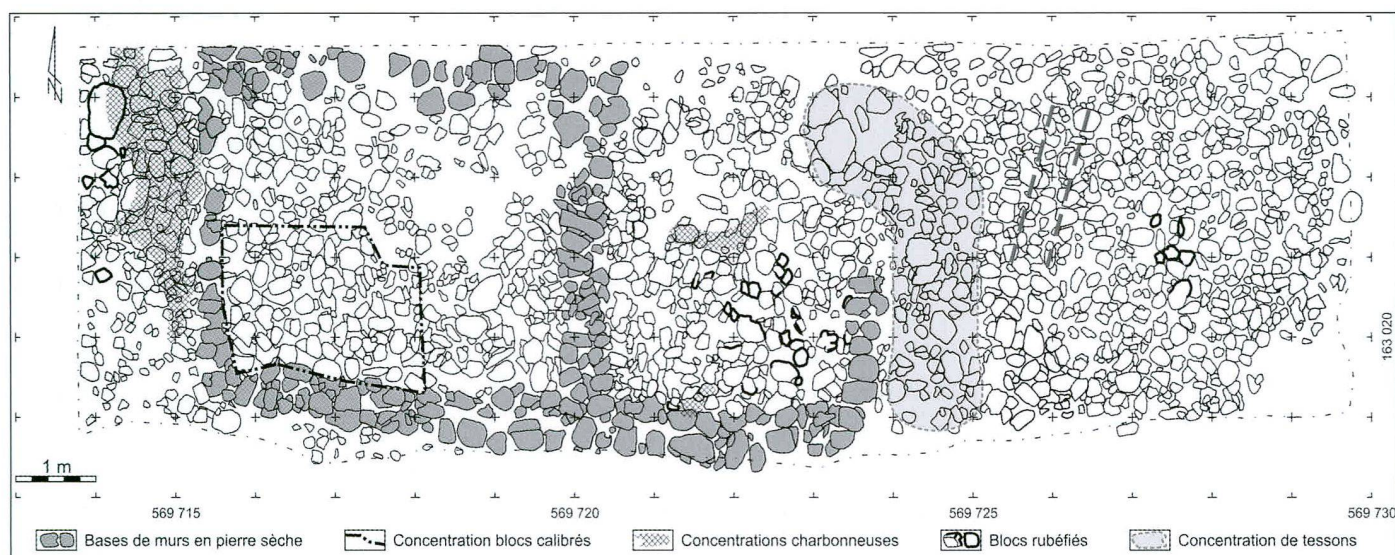 163 020
1 m
569 715
569 720
569 725
569 730
Bases de murs en pierre sèche
Concentration blocs calibrés
Concentrations charbonneuses
Blocs rubéfiés
Concentration de tessons